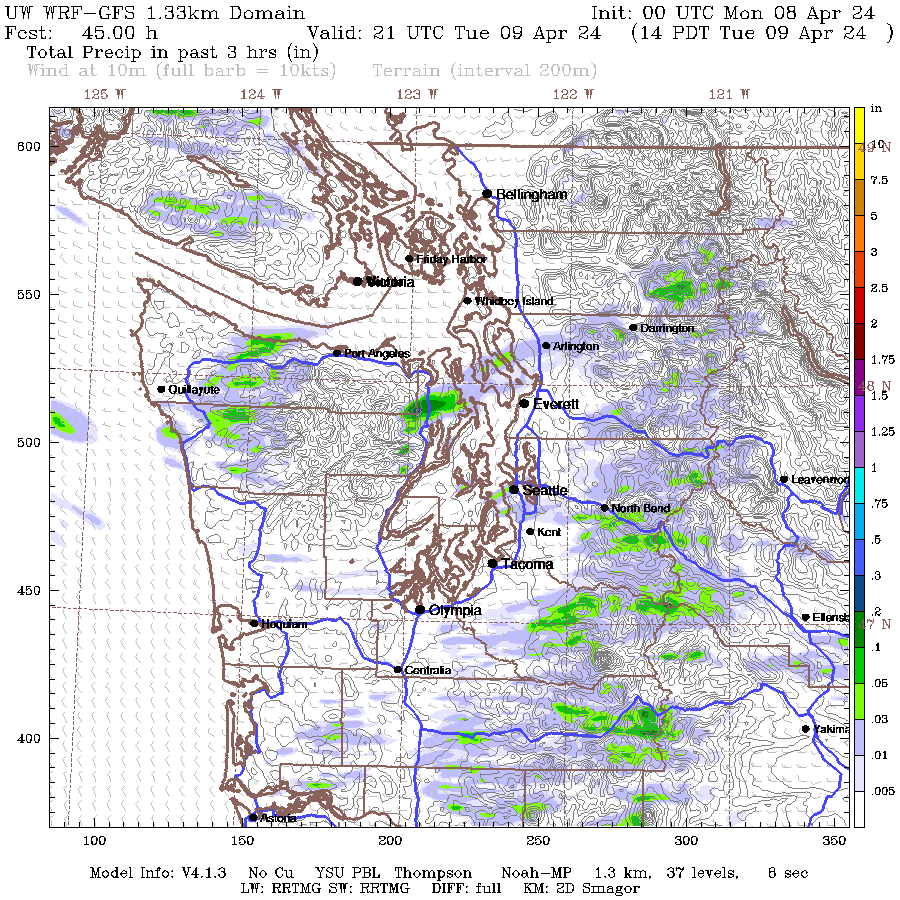 UW WRF-GFS 1.33km Domain Init: 00 UTC Mon 08 Apr 24
Fcst: 45.00 h Valid: 21 UTC Tue 09 Apr 24 (14 PDT Tue 09 Apr 24 )
Total Precip in past 3 hrs (in)
Wind at 10m (full barb = 10kts) Terrain (interval 200m)
125 W 124 W 123 W 122 W 121 W
in
600
10
49 N
7.5
Bellingham
5
Friday Harbor
3
Victoria
550
Whidbey Island
2.5
Darrington
2
Arlington
Port Angeles
1.75
Quillayute
48 N
1.5
Everett
1.25
500
1
Leavenwor
Seattle
.75
North Bend
Kent
.5
Tacoma
.3
450
Olympia
.2
Ellensb
Hoquiam
47 N
.1
Centralia
.05
.03
Yakima
400
.01
.005
Astoria
100 150 200 250 300 350
Model Info: V4.1.3 No Cu YSU PBL Thompson Noah-MP 1.3 km, 37 levels, 8 sec
LW: RRTMG SW: RRTMG DIFF: full KM: 2D Smagor